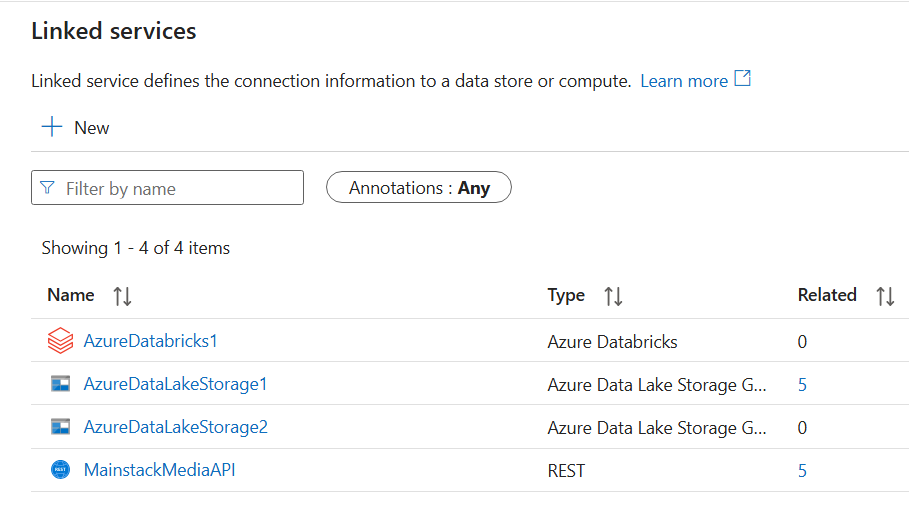 Linked services
Linked service defines the connection information to a data store or compute. Learn more
New
Filter by name
Annotations : Any
Showing 1 - 4 of 4 items
Name Type Related
AzureDatabricks1 Azure Databricks 0
AzureDataLakeStorage1 Azure Data Lake Storage G... 5
AzureDataLakeStorage2 Azure Data Lake Storage G... 0
REST MainstackMediaAPI REST 5